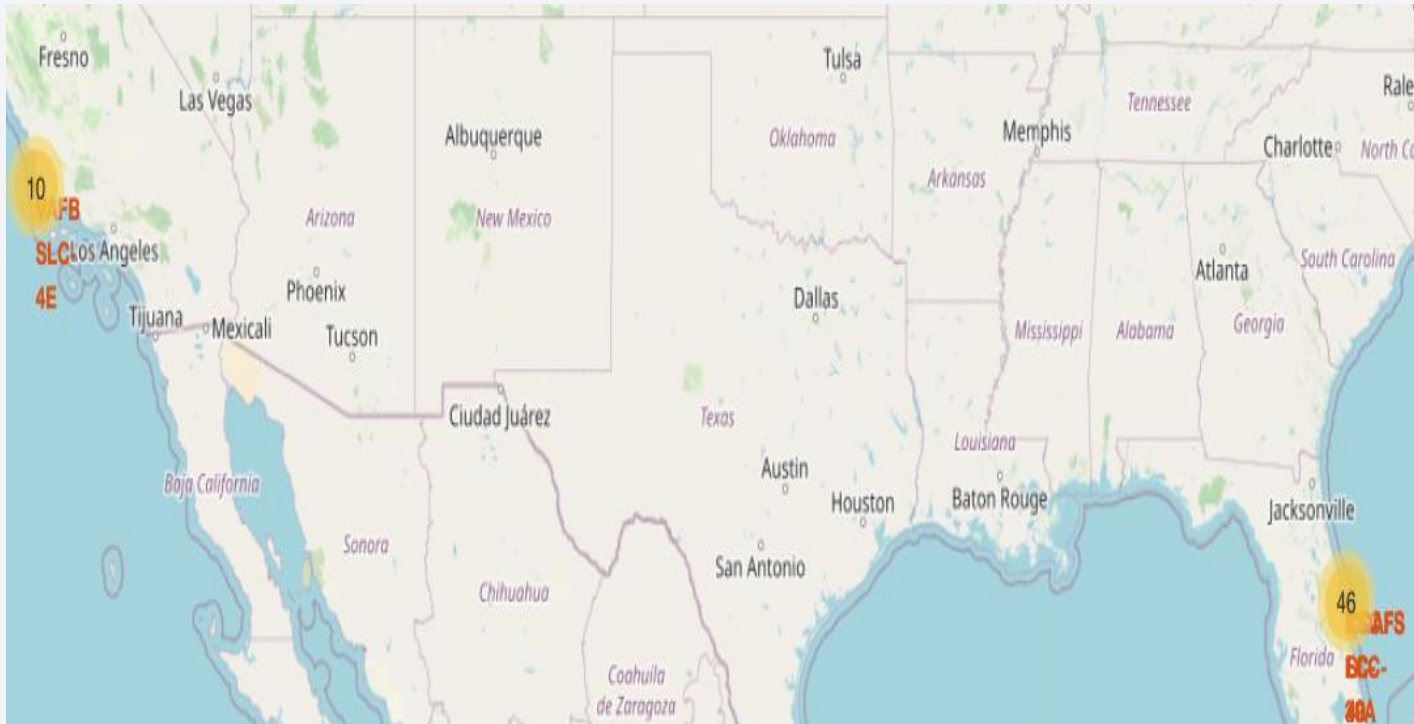 Fresno
Las Vegas
Albuquerque
Tulsa
Oklahoma
Memphis
Tennessee
Charlotte
Arkansas
10
VAFB
SLC-
4E
Los Angeles
Arizona
New Mexico
Phoenix
Tijuana
Mexicali
Tucson
Dallas
Mississippi
Alabama
Atlanta
South Carolina
Georgia
Ciudad Juárez
Texas
Louisiana
Baja California
Austin
Houston
Baton Rouge
Jacksonville
Sonora
San Antonio
Chihuahua
46
Florida
Coahuila
de Zaragoza